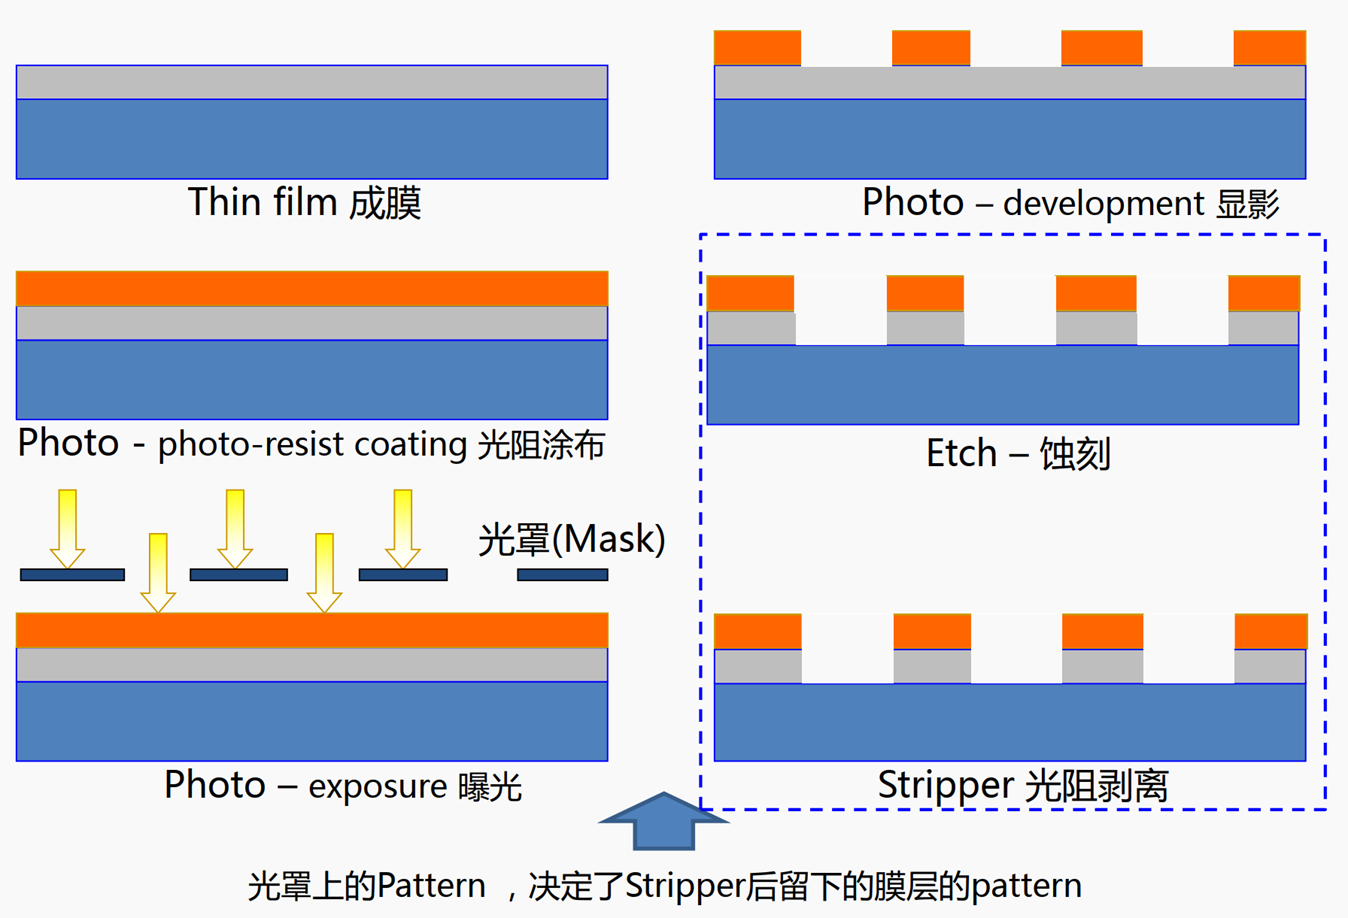 Thin film 成膜
Photo - photo-resist coating 光阻涂布
光罩(Mask)
Photo – exposure 曝光
Photo – development 显影
Etch – 蚀刻
Stripper 光阻剥离
光罩上的Pattern ，决定了Stripper后留下的膜层的pattern